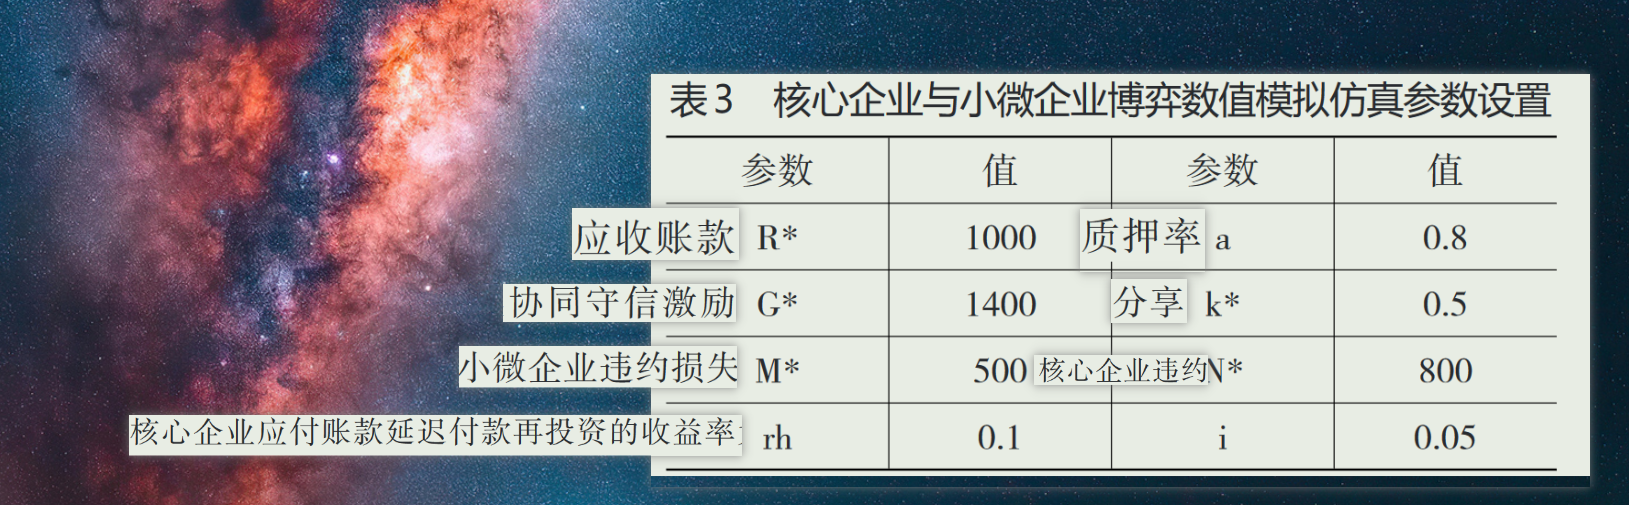 表3 核心企业与小微企业博弈数值模拟仿真参数设置
参数 值 参数 值
应收账款 R* 1000 质押率 a 0.8
协同守信激励 G* 1400 分享 k* 0.5
小微企业违约损失 M* 500 核心企业违约 N* 800
核心企业应付账款延迟付款再投资的收益率 rh 0.1 i 0.05